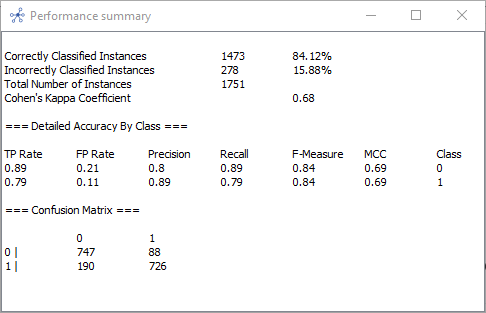 Performance summary
Correctly Classified Instances 1473 84.12%
Incorrectly Classified Instances 278 15.88%
Total Number of Instances 1751
Cohen's Kappa Coefficient 0.68
=== Detailed Accuracy By Class ===
TP Rate FP Rate Precision Recall F-Measure MCC Class
0.89 0.21 0.8 0.89 0.84 0.69 0
0.79 0.11 0.89 0.79 0.84 0.69 1
=== Confusion Matrix ===
0 1
0 | 747 88
1 | 190 726